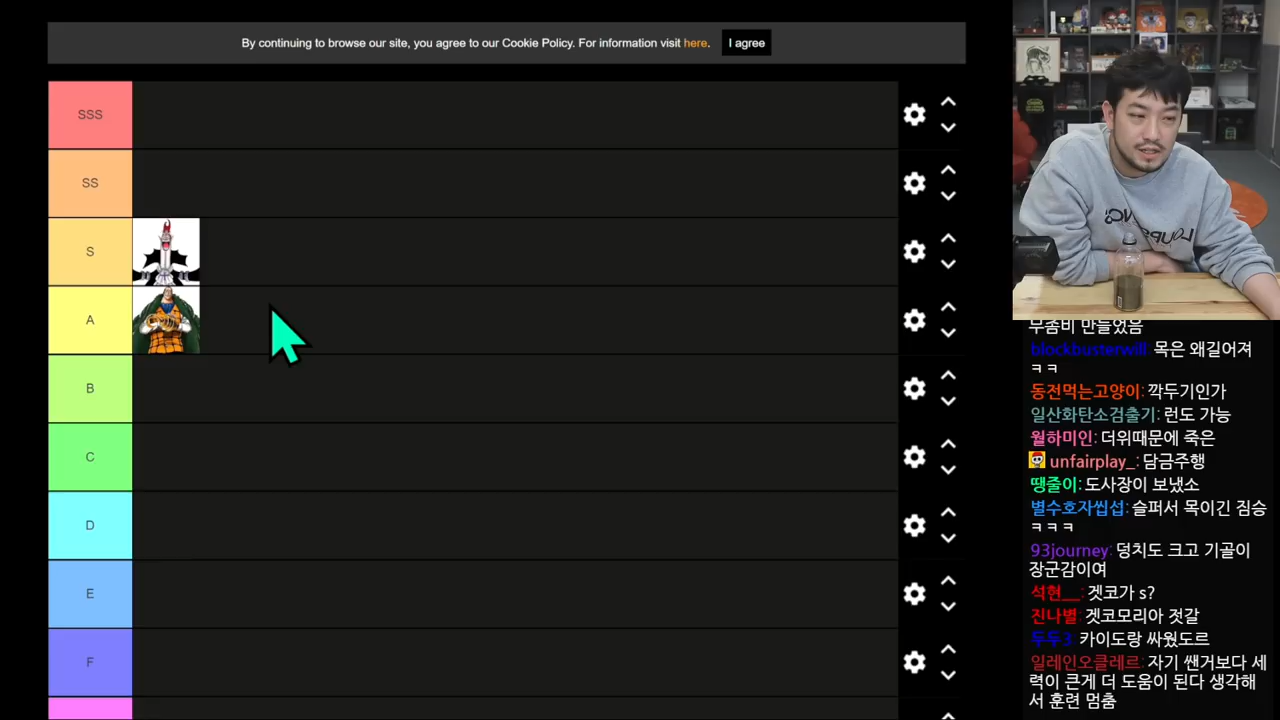 By continuing to browse our site, you agree to our Cookie Policy. For information visit here. I agree
SSS
SS
S
A
B
C
D
E
F
무좀비 만들었음
blockbusterwill: 목은 왜길어져
ㅋㅋ
동전먹는고양이: 깍두기인가
일산화탄소검출기: 런도 가능
월하미인: 더위때문에 죽은
unfairplay_: 담금주행
땡줄이: 도사장이 보냈소
별수호자씹섭: 슬퍼서 목이긴 짐승
ㅋㅋㅋ
93journey: 덩치도 크고 기골이
장군감이여
석현__: 겟코가 s?
진나별: 겟코모리아 젓갈
두두3: 카이도랑 싸웠도르
일레인오클레르: 자기 쌘거보다 세
력이 큰게 더 도움이 된다 생각해
서 훈련 멈춤